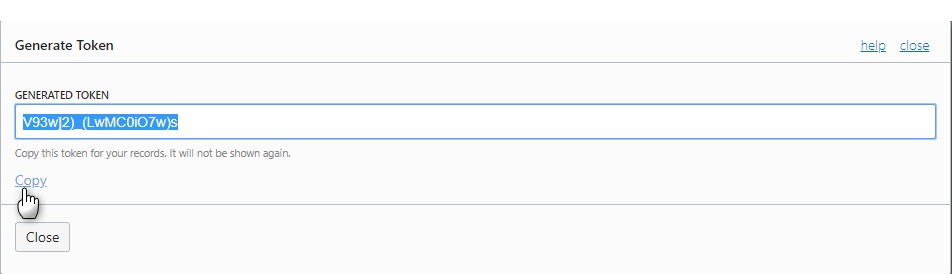 Generate Token help close
GENERATED TOKEN
V93w]2)_(LwMC0iO7w)s
Copy this token for your records. It will not be shown again.
Copy
Close